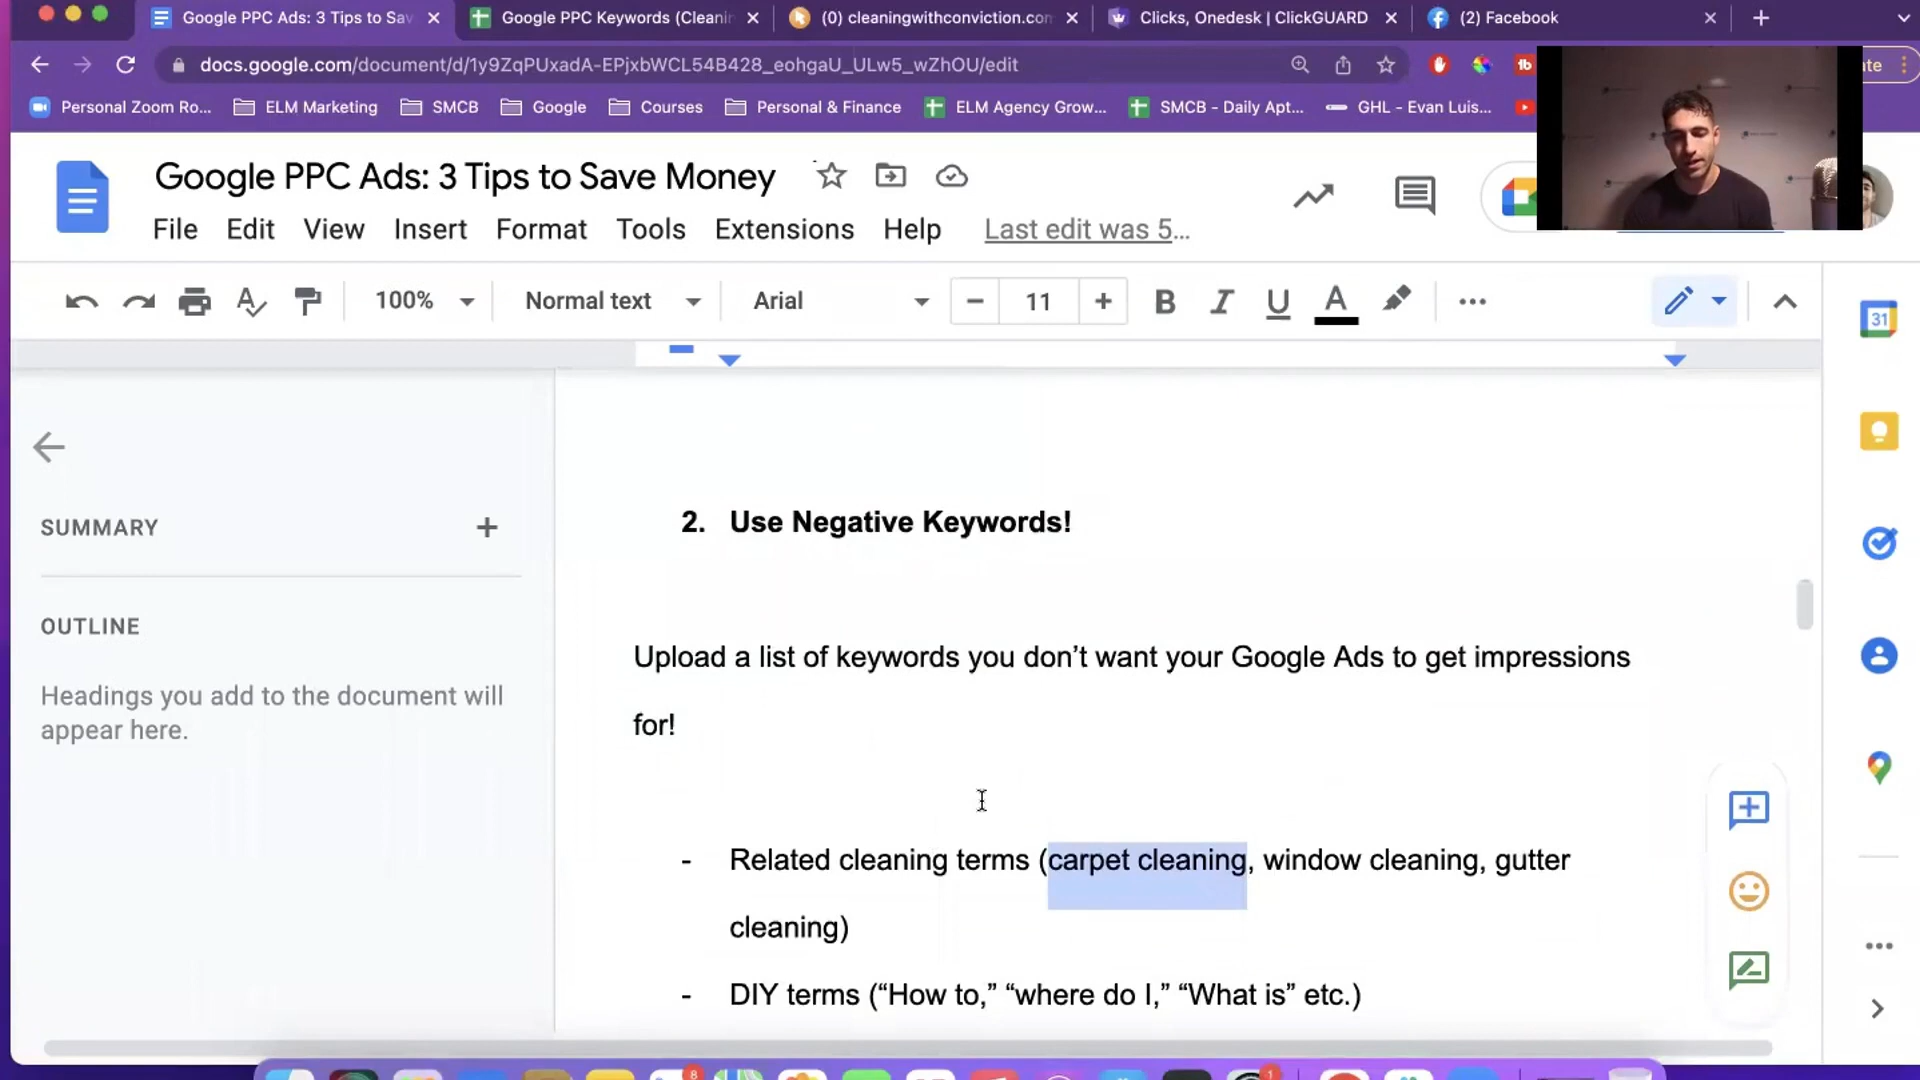 Google PPC Ads: 3 Tips to Sav
Google PPC Keywords (Cleani
(0) cleaningwithconviction.com
Clicks, Onedesk | ClickGUARD
(2) Facebook
docs.google.com/document/d/1y9ZqPUxadA-EPjxbWCL54B428_eohgaU_ULw5_wZhOU/edit
Personal Zoom Ro...
ELM Marketing
SMCB
Google
Courses
Personal & Finance
ELM Agency Grow...
SMCB - Daily Apt...
GHL - Evan Luis...
Google PPC Ads: 3 Tips to Save Money
File Edit View Insert Format Tools Extensions Help Last edit was 5...
100% Normal text Arial 11 B I U A
31
SUMMARY
OUTLINE
Headings you add to the document will
appear here.
2. Use Negative Keywords!
Upload a list of keywords you don’t want your Google Ads to get impressions
for!
- Related cleaning terms (carpet cleaning, window cleaning, gutter
cleaning)
- DIY terms (“How to,” “where do I,” “What is” etc.)